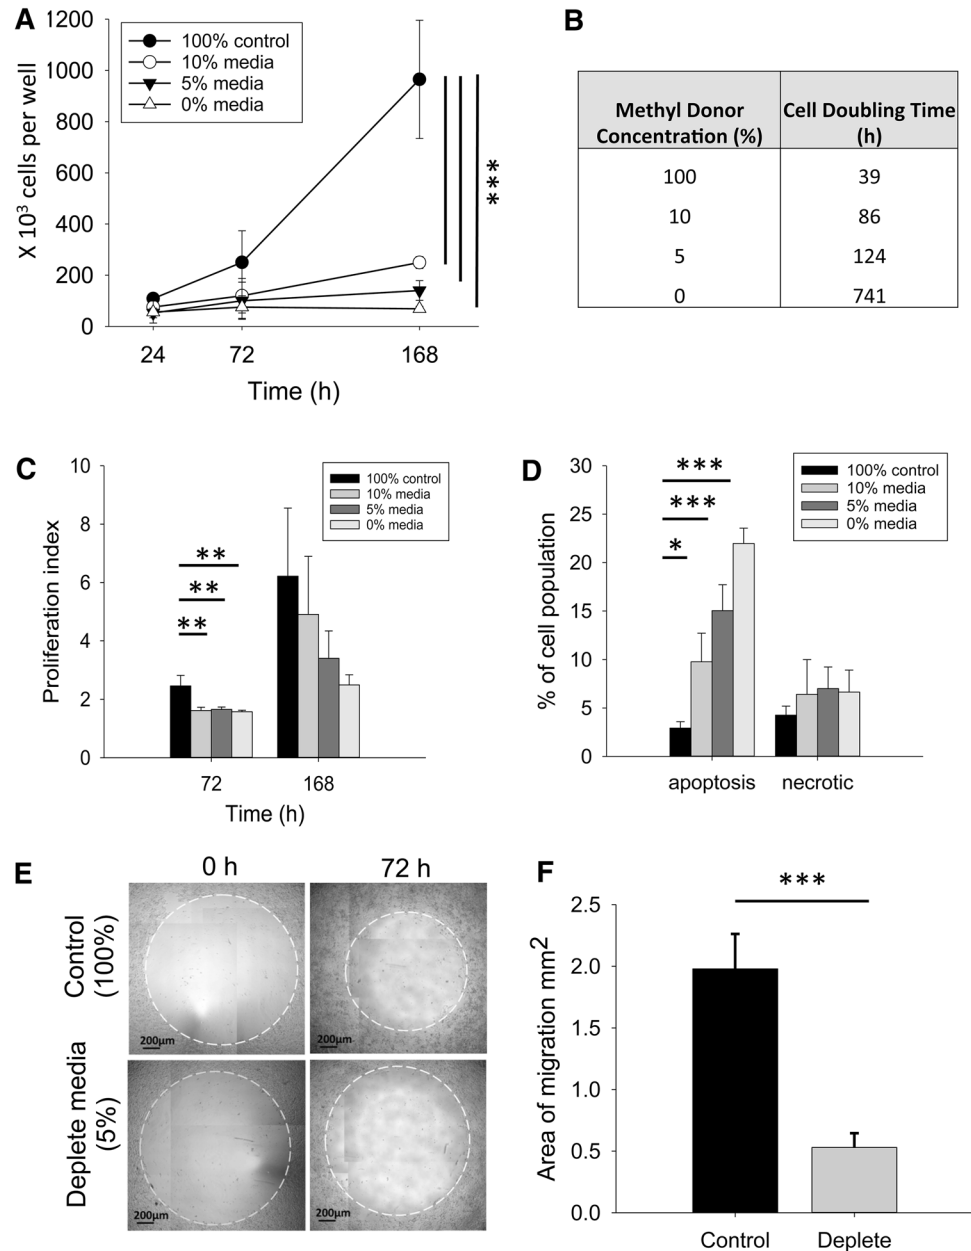 A
1200
1000
800
600
400
200
0
X 10³ cells per well
100% control
10% media
5% media
0% media
***
24 72 168
Time (h)
B
Methyl Donor Concentration (%) Cell Doubling Time (h)
100 39
10 86
5 124
0 741
C
10
8
6
4
2
0
Proliferation index
100% control
10% media
5% media
0% media
**
**
**
72 168
Time (h)
D
30
25
20
15
10
5
0
% of cell population
100% control
10% media
5% media
0% media
***
***
*
apoptosis necrotic
E
0 h 72 h
Control
(100%)
200µm 200µm
Deplete media
(5%)
200µm 200µm
F
***
2.5
2.0
1.5
1.0
0.5
0.0
Area of migration mm2
Control Deplete